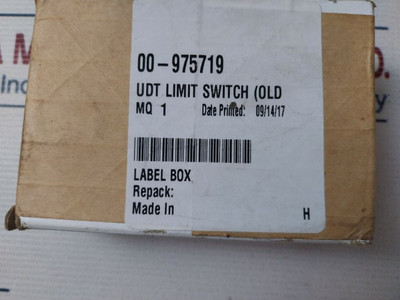 00-975719
UDT LIMIT SWITCH (OLD
MQ 1 Date Printed: 09/14/17
LABEL BOX
Repack:
Made In
H